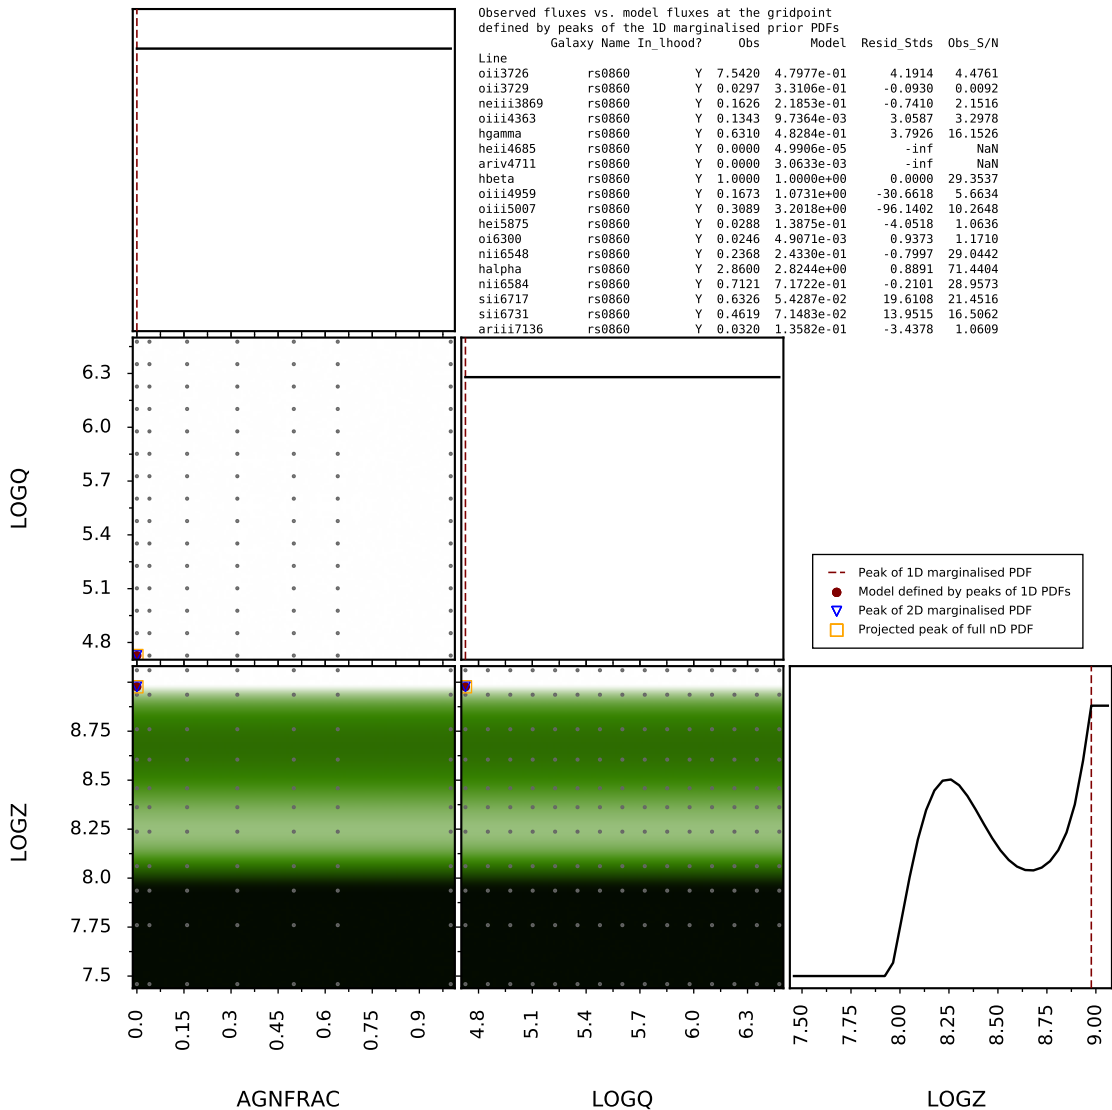 Observed fluxes vs. model fluxes at the gridpoint
defined by peaks of the 1D marginalised prior PDFs
Galaxy Name In_lhood? Obs Model Resid_Stds Obs_S/N
Line
oii3726 rs0860 Y 7.5420 4.7977e-01 4.1914 4.4761
oii3729 rs0860 Y 0.0297 3.3106e-01 -0.0930 0.0092
neiii3869 rs0860 Y 0.1626 2.1853e-01 -0.7410 2.1516
oiii4363 rs0860 Y 0.1343 9.7364e-03 3.0587 3.2978
hgamma rs0860 Y 0.6310 4.8284e-01 3.7926 16.1526
heii4685 rs0860 Y 0.0000 4.9906e-05 -inf NaN
ariv4711 rs0860 Y 0.0000 3.0633e-03 -inf NaN
hbeta rs0860 Y 1.0000 1.0000e+00 0.0000 29.3537
oiii4959 rs0860 Y 0.1673 1.0731e+00 -30.6618 5.6634
oiii5007 rs0860 Y 0.3089 3.2018e+00 -96.1402 10.2648
hei5875 rs0860 Y 0.0288 1.3875e-01 -4.0518 1.0636
oi6300 rs0860 Y 0.0246 4.9071e-03 0.9373 1.1710
nii6548 rs0860 Y 0.2368 2.4330e-01 -0.7997 29.0442
halpha rs0860 Y 2.8600 2.8244e+00 0.8891 71.4404
nii6584 rs0860 Y 0.7121 7.1722e-01 -0.2101 28.9573
sii6717 rs0860 Y 0.6326 5.4287e-02 19.6108 21.4516
sii6731 rs0860 Y 0.4619 7.1483e-02 13.9515 16.5062
ariii7136 rs0860 Y 0.0320 1.3582e-01 -3.4378 1.0609
6.3
6.0
5.7
5.4
5.1
4.8
LOGQ
Peak of 1D marginalised PDF
Model defined by peaks of 1D PDFs
Peak of 2D marginalised PDF
Projected peak of full nD PDF
8.75
8.5
8.25
8.0
7.75
7.5
LOGZ
0.0 0.15 0.3 0.45 0.6 0.75 0.9
4.8 5.1 5.4 5.7 6.0 6.3
7.50 7.75 8.00 8.25 8.50 8.75 9.00
AGNFRAC LOGQ LOGZ